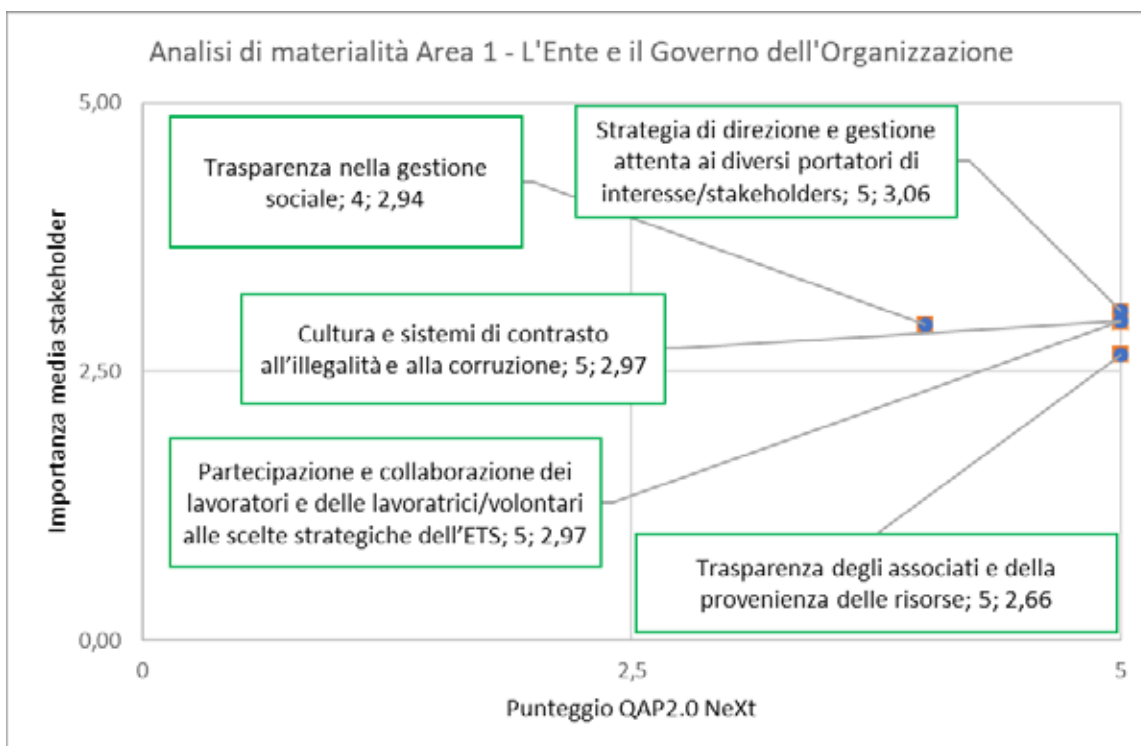 Analisi di materialità Area 1 - L'Ente e il Governo dell'Organizzazione
5,00
Trasparenza nella gestione
sociale; 4; 2,94
Strategia di direzione e gestione
attenta ai diversi portatori di
interesse/stakeholders; 5; 3,06
Importanza media stakeholder
Cultura e sistemi di contrasto
all’illegalità e alla corruzione; 5; 2,97
2,50
Partecipazione e collaborazione dei
lavoratori e delle lavoratrici/volontari
alle scelte strategiche dell’ETS; 5; 2,97
Trasparenza degli associati e della
provenienza delle risorse; 5; 2,66
0,00
0
2,5
5
Punteggio QAP2.0 NeXt